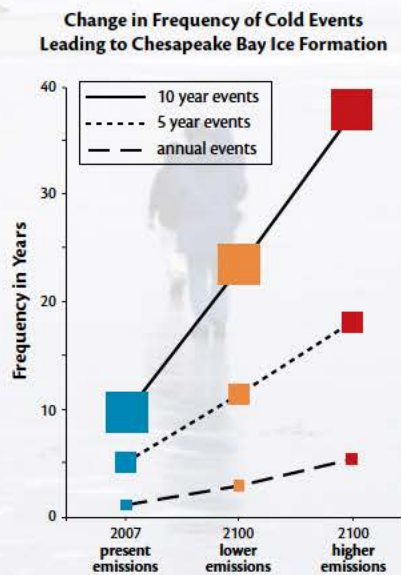 Change in Frequency of Cold Events
Leading to Chesapeake Bay Ice Formation
40
30
20
10
0
Frequency in Years
10 year events
5 year events
annual events
2007
present
emissions
2100
lower
emissions
2100
higher
emissions